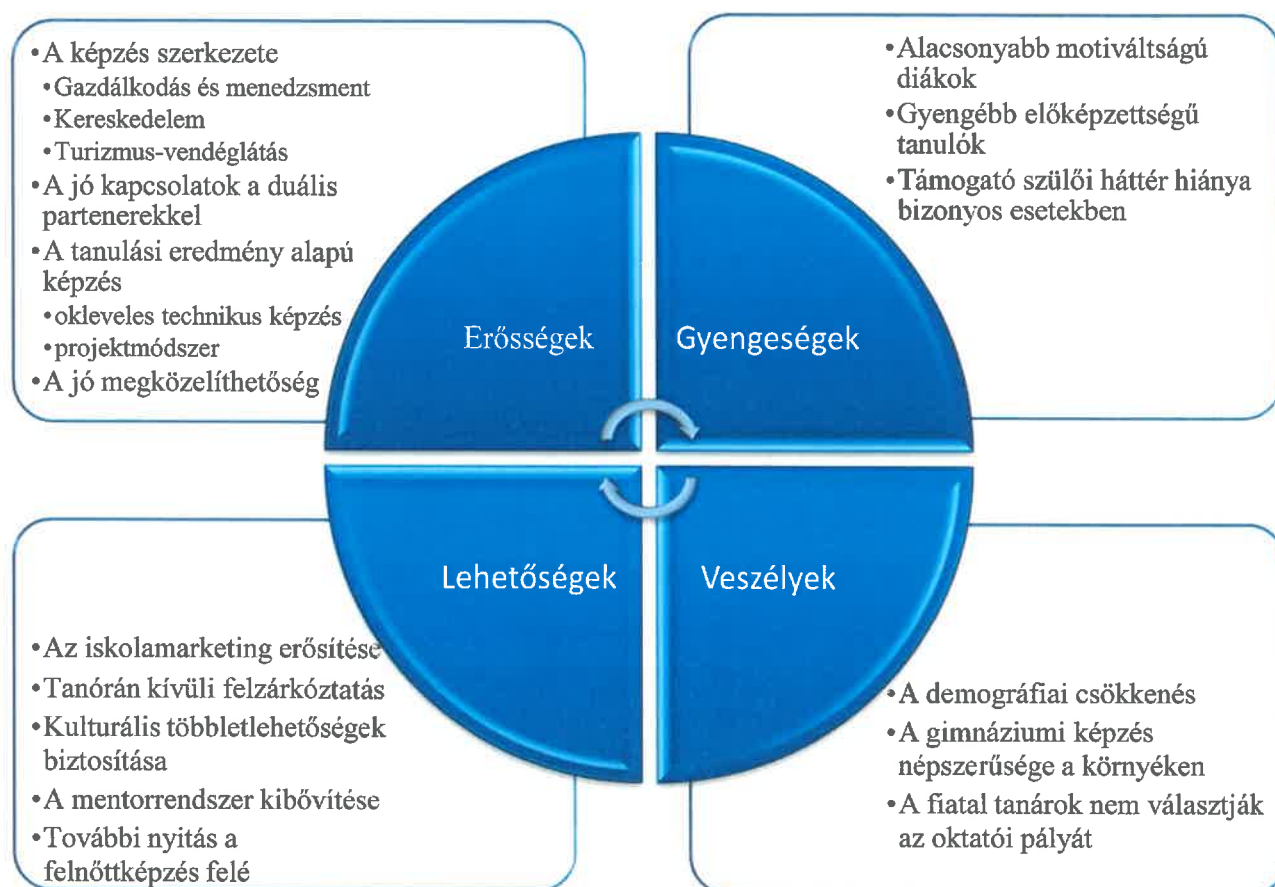 •A képzés szerkezete
•Gazdálkodás és menedzsment
•Kereskedelem
•Turizmus-vendéglátás
•A jó kapcsolatok a duális
partenerekkel
•A tanulási eredmény alapú
képzés
•okleveles technikus képzés
•projektmódszer
•A jó megközelíthetőség
•Alacsonyabb motiváltságú
diákok
•Gyengébb előképzettségű
tanulók
•Támogató szülői háttér hiánya
bizonyos esetekben
Erősségek
Gyengeségek
Lehetőségek
Veszélyek
•Az iskolamarketing erősítése
•Tanórán kívüli felzárkóztatás
•Kulturális többletlehetőségek
biztosítása
•A mentorrendszer kibővítése
•További nyitás a
felnőttképzés felé
•A demográfiai csökkenés
•A gimnáziumi képzés
népszerűsége a környéken
•A fiatal tanárok nem választják
az oktatói pályát